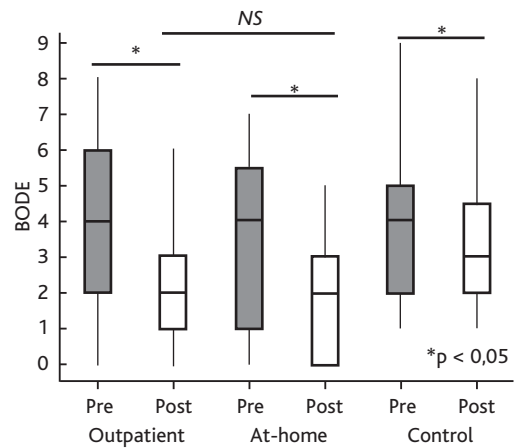 NS
*
*
*
9
8
7
6
5
4
3
2
1
0
BODE
*p < 0,05
Pre Post Pre Post Pre Post
Outpatient At-home Control